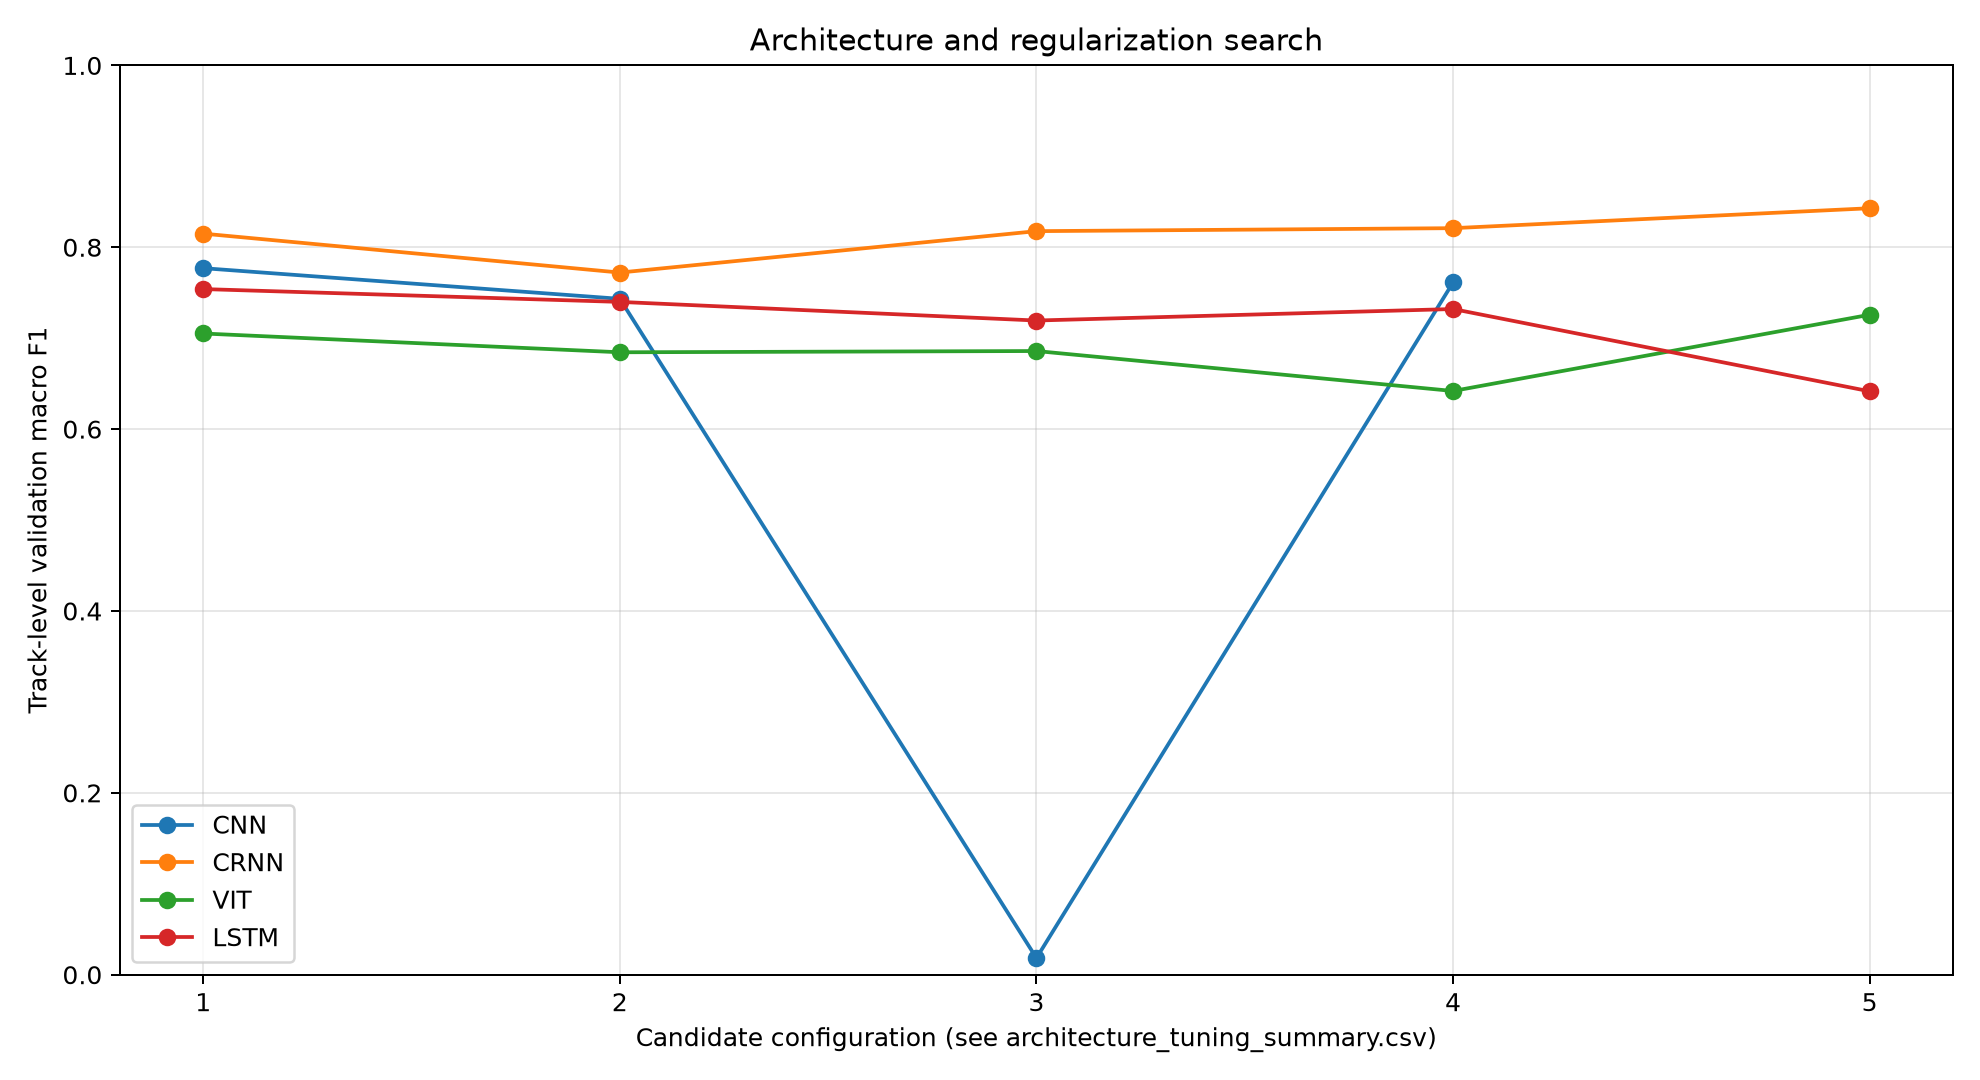 Architecture and regularization search
Track-level validation macro F1
1.0
0.8
0.6
0.4
0.2
0.0
CNN
CRNN
VIT
LSTM
1 2 3 4 5
Candidate configuration (see architecture_tuning_summary.csv)